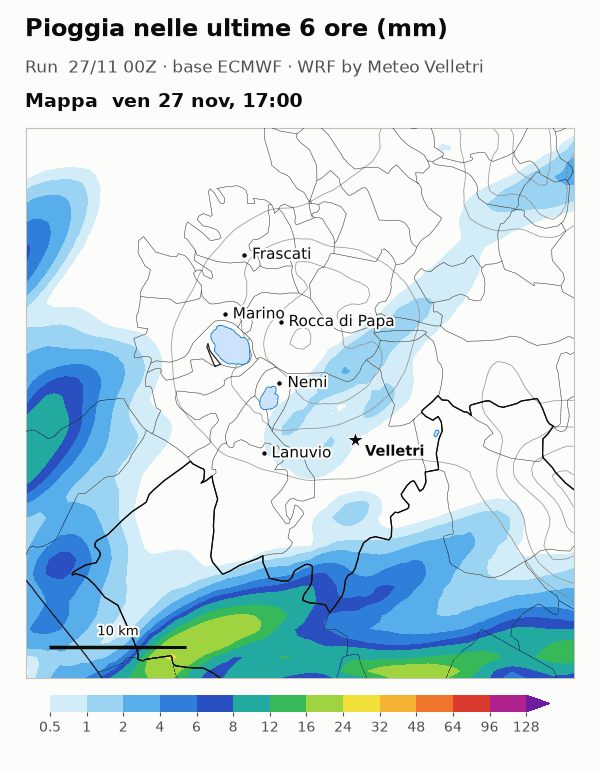 Pioggia nelle ultime 6 ore (mm)
Run  27/11 00Z · base ECMWF · WRF by Meteo Velletri
Mappa  ven 27 nov, 17:00
Frascati
Marino
Rocca di Papa
Nemi
Velletri
Lanuvio
10 km
0.5 1 2 4 6 8 12 16 24 32 48 64 96 128